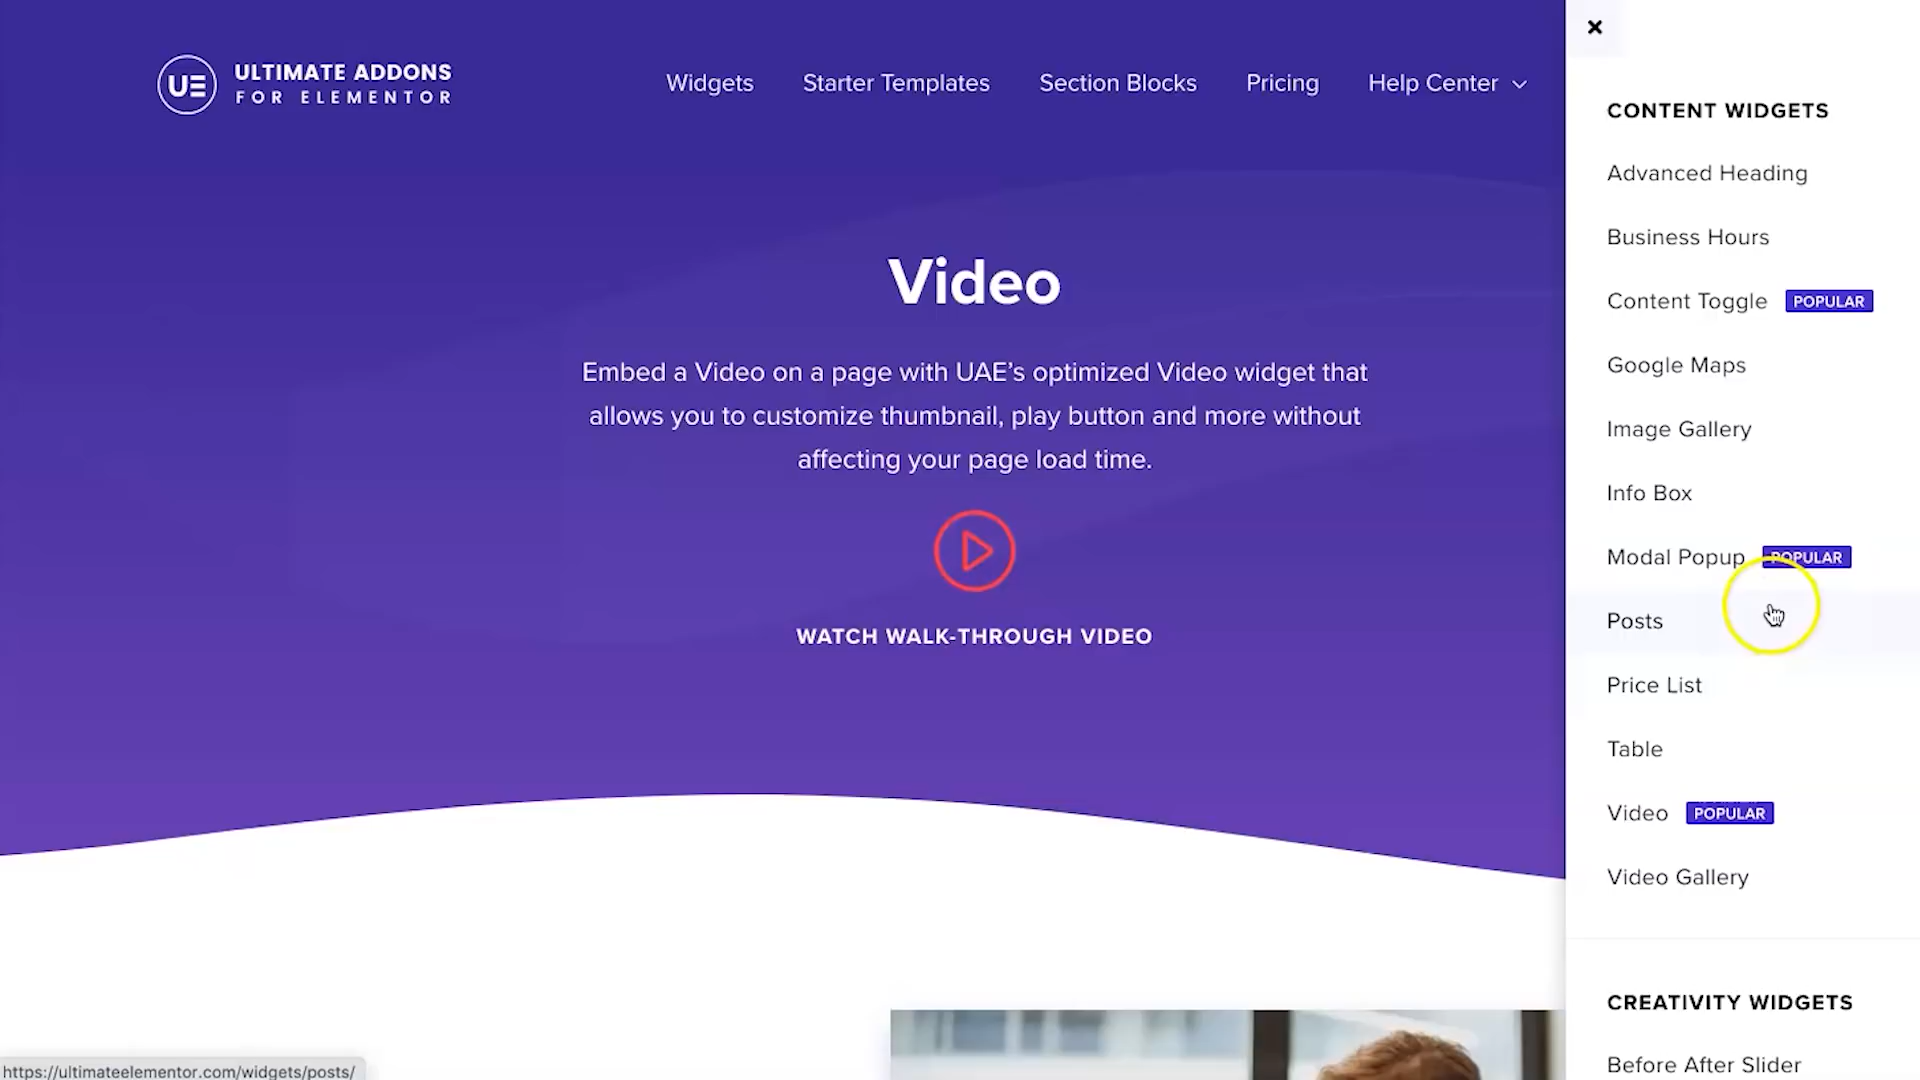 UE
ULTIMATE ADDONS
FOR ELEMENTOR
Widgets
Starter Templates
Section Blocks
Pricing
Help Center
Video
Embed a Video on a page with UAE’s optimized Video widget that
allows you to customize thumbnail, play button and more without
affecting your page load time.
WATCH WALK-THROUGH VIDEO
CONTENT WIDGETS
Advanced Heading
Business Hours
Content Toggle POPULAR
Google Maps
Image Gallery
Info Box
Modal Popup POPULAR
Posts
Price List
Table
Video POPULAR
Video Gallery
CREATIVITY WIDGETS
Before After Slider
https://ultimateelementor.com/widgets/posts/